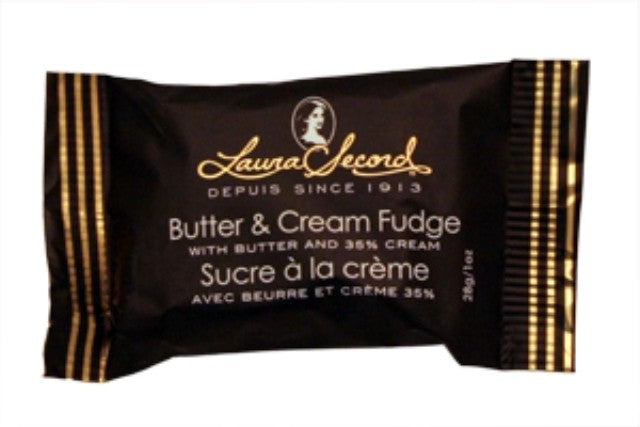 Laura Secord
DEPUIS SINCE 1913
Butter & Cream Fudge
WITH BUTTER AND 35% CREAM
Sucre à la crème
AVEC BEURRE ET CRÈME 35%
28g/1oz